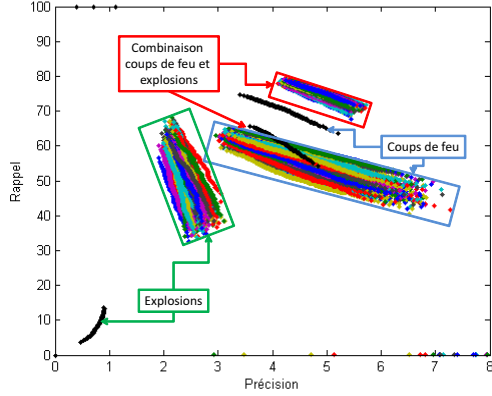 100
90
80
70
60
50
40
30
20
10
0
Rappel
Combinaison
coups de feu et
explosions
Coups de feu
Explosions
0 1 2 3 4 5 6 7 8
Précision